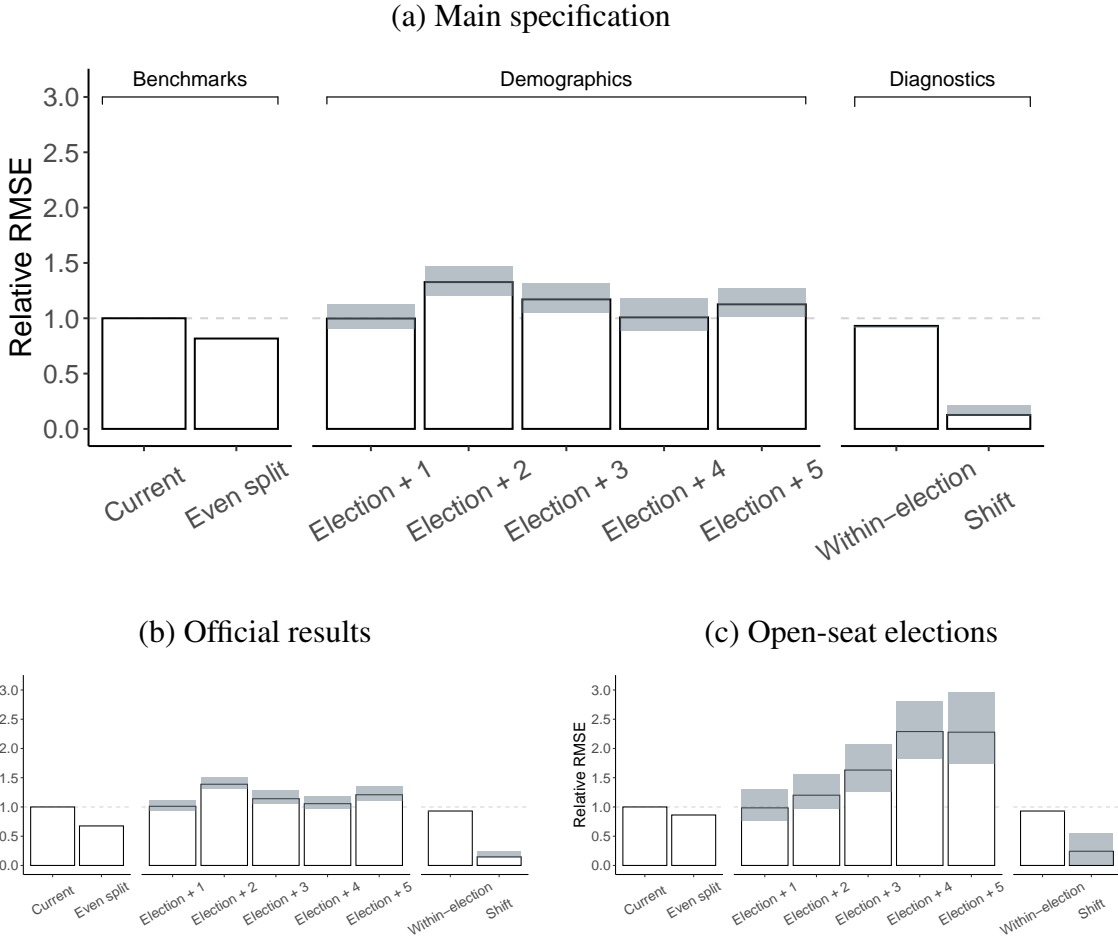 (a) Main specification
Benchmarks Demographics Diagnostics
3.0
2.5
2.0
1.5
1.0
0.5
0.0
Relative RMSE
Current Even split Election + 1 Election + 2 Election + 3 Election + 4 Election + 5 Within−election Shift
(b) Official results
3.0
2.5
2.0
1.5
1.0
0.5
0.0
Current Even split Election + 1 Election + 2 Election + 3 Election + 4 Election + 5 Within−election Shift
(c) Open-seat elections
3.0
2.5
2.0
1.5
1.0
0.5
0.0
Relative RMSE
Current Even split Election + 1 Election + 2 Election + 3 Election + 4 Election + 5 Within−election Shift